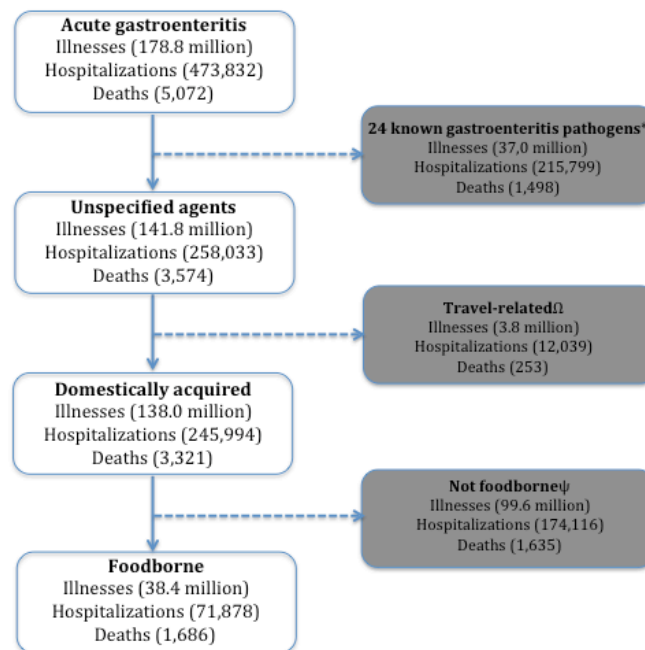 Acute gastroenteritis
Illnesses (178.8 million)
Hospitalizations (473,832)
Deaths (5,072)
24 known gastroenteritis pathogens*
Illnesses (37,0 million)
Hospitalizations (215,799)
Deaths (1,498)
Unspecified agents
Illnesses (141.8 million)
Hospitalizations (258,033)
Deaths (3,574)
Travel-relatedΩ
Illnesses (3.8 million)
Hospitalizations (12,039)
Deaths (253)
Domestically acquired
Illnesses (138.0 million)
Hospitalizations (245,994)
Deaths (3,321)
Not foodborneψ
Illnesses (99.6 million)
Hospitalizations (174,116)
Deaths (1,635)
Foodborne
Illnesses (38.4 million)
Hospitalizations (71,878)
Deaths (1,686)